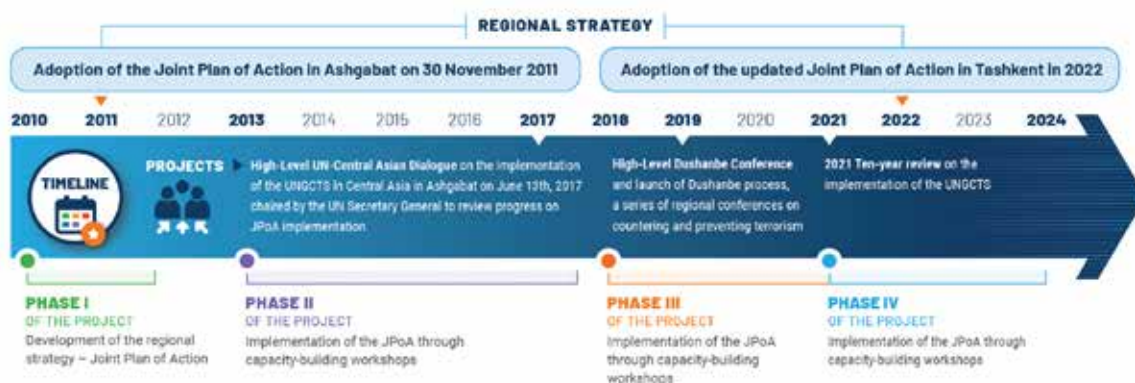 REGIONAL STRATEGY
Adoption of the Joint Plan of Action in Ashgabat on 30 November 2011
Adoption of the updated Joint Plan of Action in Tashkent in 2022
2010 2011 2012 2013 2014 2015 2016 2017 2018 2019 2020 2021 2022 2023 2024
TIMELINE
PROJECTS
High-Level UN-Central Asian Dialogue on the implementation
of the UNGCTS in Central Asia in Ashgabat on June 13th, 2017
chaired by the UN Secretary General to review progress on
JPoA implementation
High-Level Dushanbe Conference
and launch of Dushanbe process,
a series of regional conferences on
countering and preventing terrorism
2021 Ten-year review on the
implementation of the UNGCTS
PHASE I
OF THE PROJECT
Development of the regional
strategy – Joint Plan of Action
PHASE II
OF THE PROJECT
Implementation of the JPoA through
capacity-building workshops
PHASE III
OF THE PROJECT
Implementation of the JPoA
through capacity-building
workshops
PHASE IV
OF THE PROJECT
Implementation of the JPoA through
capacity-building workshops